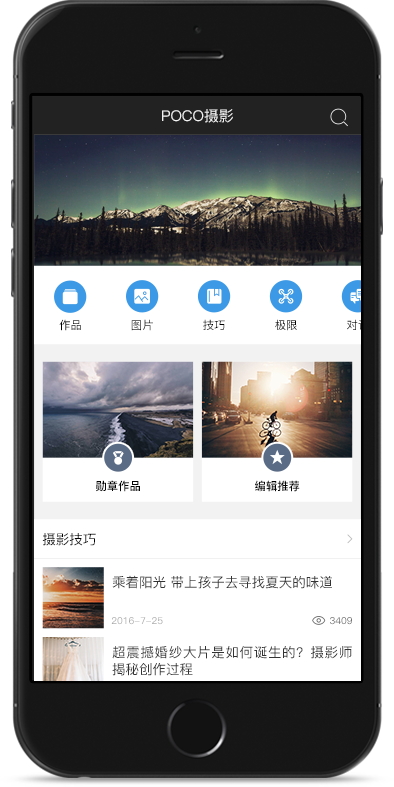 POCO摄影
作品 图片 技巧 极限
勋章作品 编辑推荐
摄影技巧
乘着阳光 带上孩子去寻找夏天的味道
2016-7-25 3409
超震撼婚纱大片是如何诞生的？摄影师
揭秘创作过程